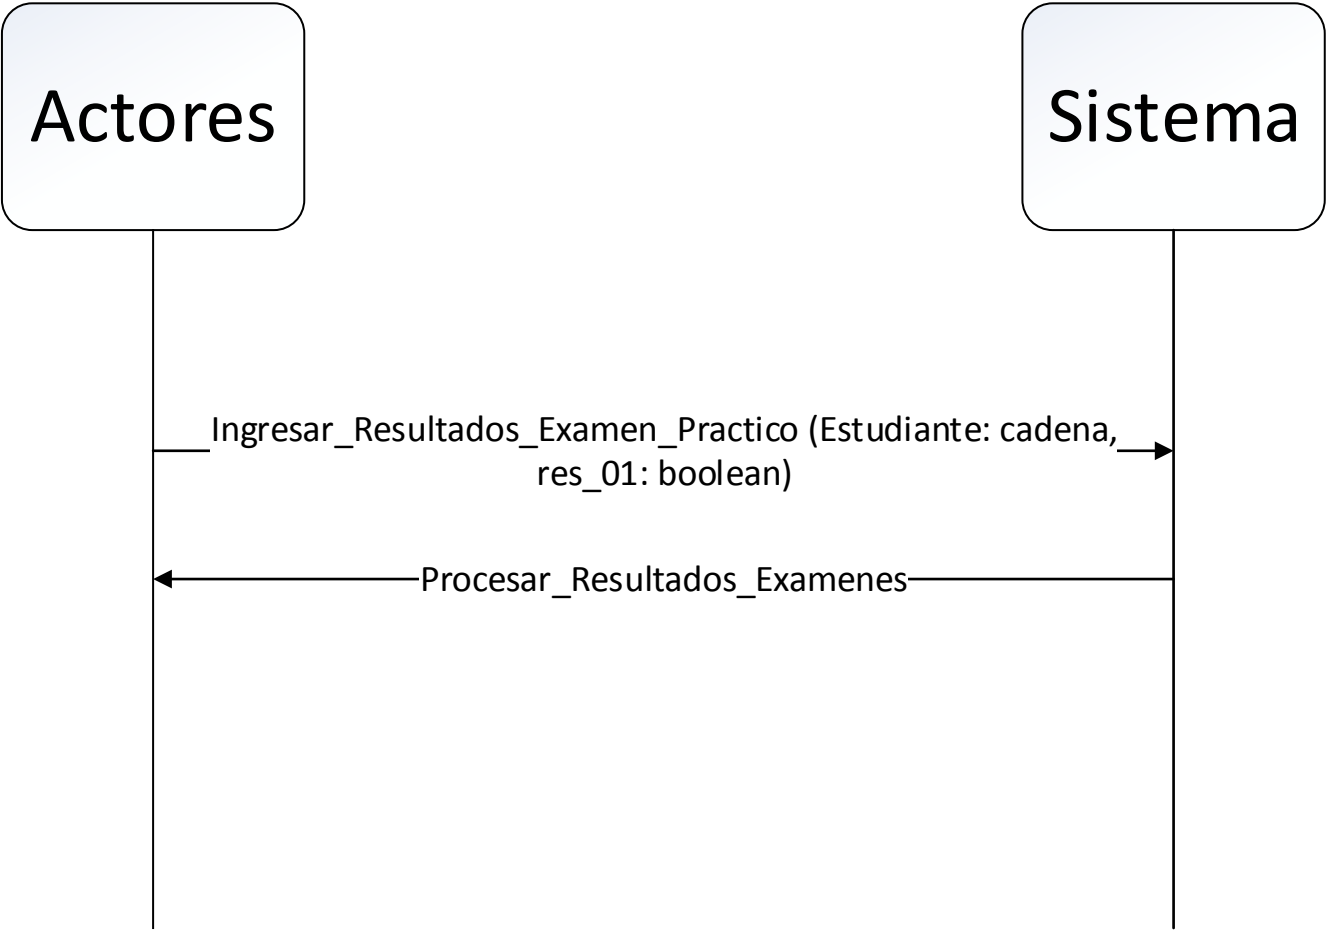 Actores
Sistema
Ingresar_Resultados_Examen_Practico (Estudiante: cadena,
res_01: boolean)
Procesar_Resultados_Examenes